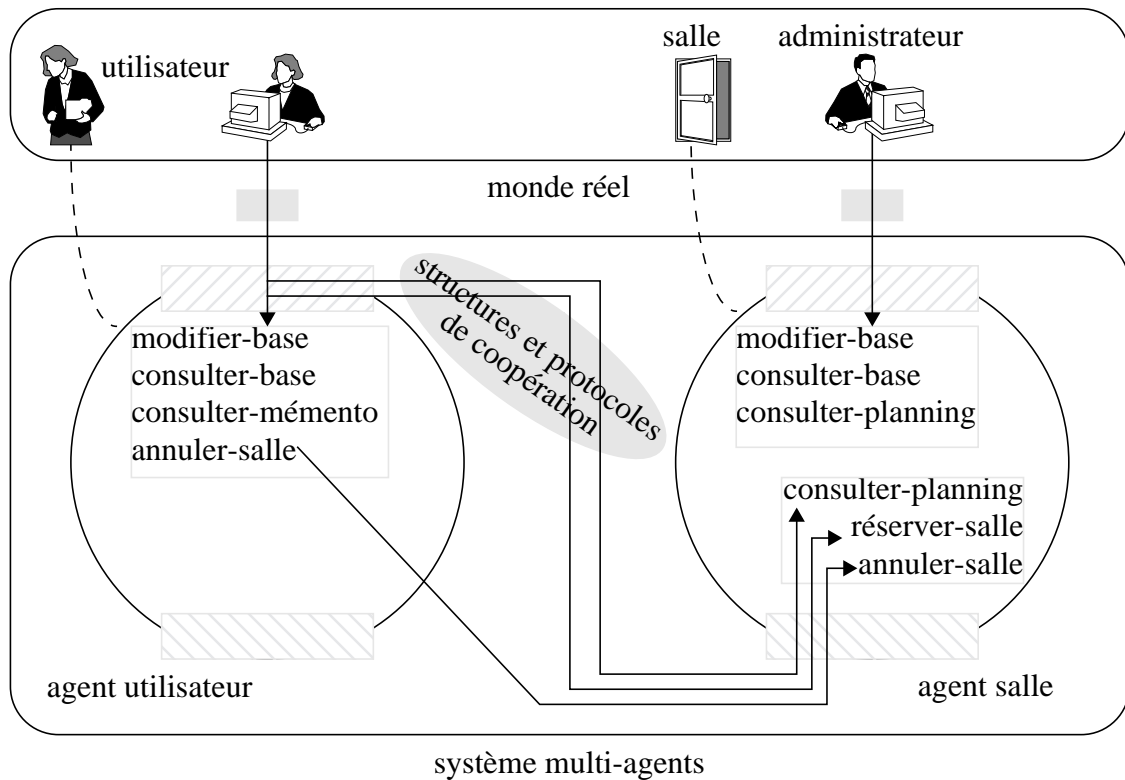 salle
administrateur
utilisateur
monde réel
structures et protocoles
de coopération
modifier-base
consulter-base
consulter-mémento
annuler-salle
modifier-base
consulter-base
consulter-planning
consulter-planning
réserver-salle
annuler-salle
agent utilisateur
agent salle
système multi-agents